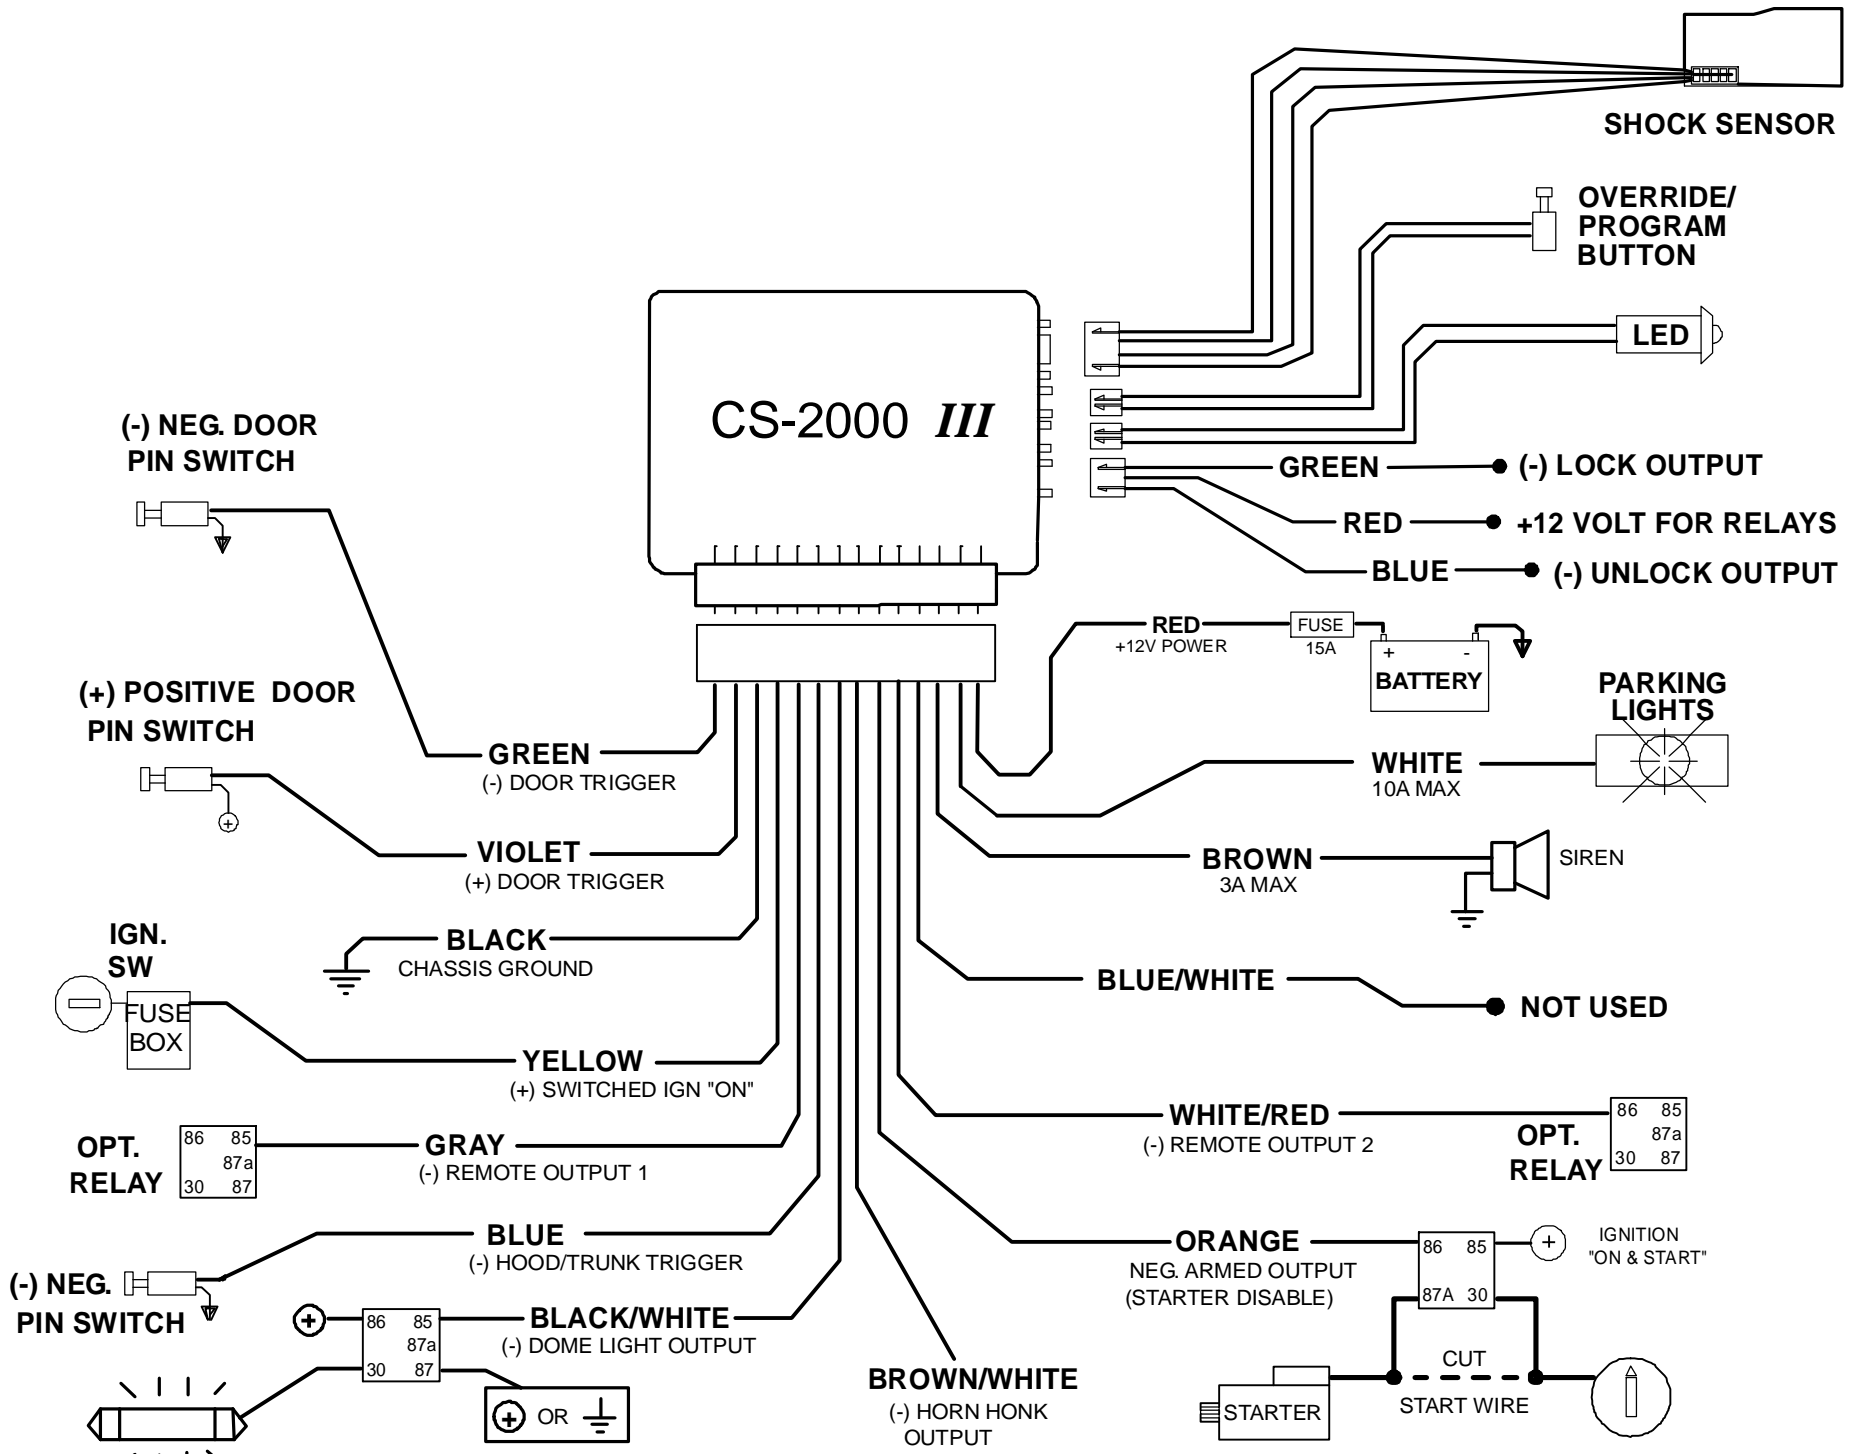 SHOCK SENSOR
OVERRIDE/
PROGRAM
BUTTON
LED
CS-2000 III
(-) NEG. DOOR
PIN SWITCH
GREEN
(-) LOCK OUTPUT
RED
+12 VOLT FOR RELAYS
BLUE
(-) UNLOCK OUTPUT
RED
+12V POWER
FUSE
15A
+ -
BATTERY
(+) POSITIVE DOOR
PIN SWITCH
+
GREEN
(-) DOOR TRIGGER
PARKING
LIGHTS
WHITE
10A MAX
VIOLET
(+) DOOR TRIGGER
BROWN
3A MAX
SIREN
BLACK
CHASSIS GROUND
IGN.
SW
FUSE
BOX
BLUE/WHITE
NOT USED
YELLOW
(+) SWITCHED IGN "ON"
OPT.
RELAY
86 85
87a
30 87
GRAY
(-) REMOTE OUTPUT 1
WHITE/RED
(-) REMOTE OUTPUT 2
OPT.
RELAY
86 85
87a
30 87
BLUE
(-) HOOD/TRUNK TRIGGER
(-) NEG.
PIN SWITCH
ORANGE
NEG. ARMED OUTPUT
(STARTER DISABLE)
86 85
87A 30
+
IGNITION
"ON & START"
+
86 85
87a
30 87
BLACK/WHITE
(-) DOME LIGHT OUTPUT
+ OR
BROWN/WHITE
(-) HORN HONK
OUTPUT
STARTER
CUT
START WIRE